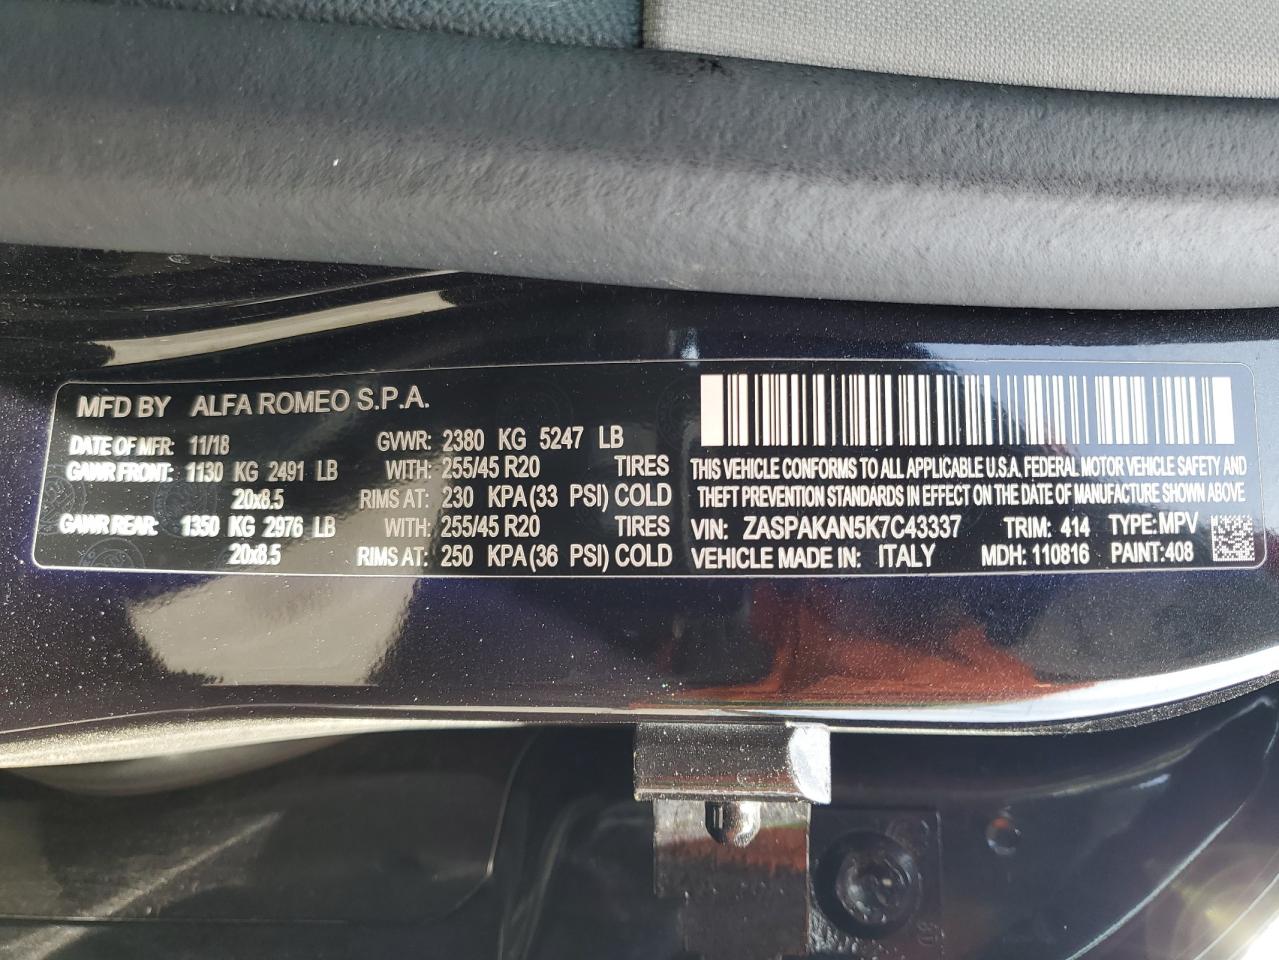 MFD BY ALFA ROMEO S.P.A.
DATE OF MFR: 11/18 GVWR: 2380 KG 5247 LB
GAWR FRONT: 1130 KG 2491 LB WITH: 255/45 R20 TIRES
20x8.5 RIMS AT: 230 KPA(33 PSI) COLD
GAWR REAR: 1350 KG 2976 LB WITH: 255/45 R20 TIRES
20x8.5 RIMS AT: 250 KPA(36 PSI) COLD
THIS VEHICLE CONFORMS TO ALL APPLICABLE U.S.A. FEDERAL MOTOR VEHICLE SAFETY AND
THEFT PREVENTION STANDARDS IN EFFECT ON THE DATE OF MANUFACTURE SHOWN ABOVE
VIN: ZASPAKAN5K7C43337 TRIM: 414 TYPE: MPV
VEHICLE MADE IN: ITALY MDH: 110816 PAINT: 408